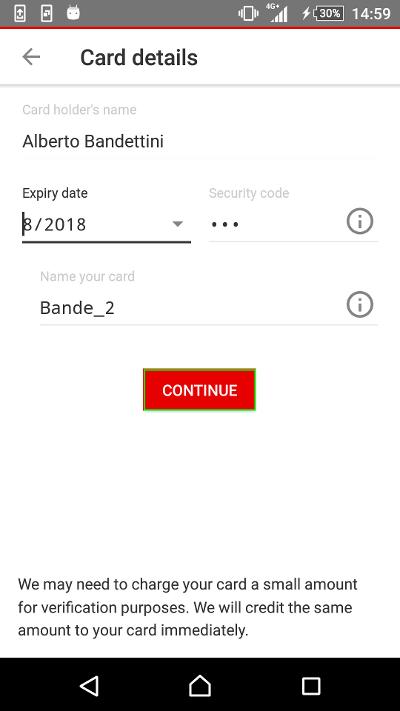 4G+ 30% 14:59
Card details
Card holder's name
Alberto Bandettini
Expiry date Security code
8/2018 •••
Name your card
Bande_2
CONTINUE
We may need to charge your card a small amount
for verification purposes. We will credit the same
amount to your card immediately.